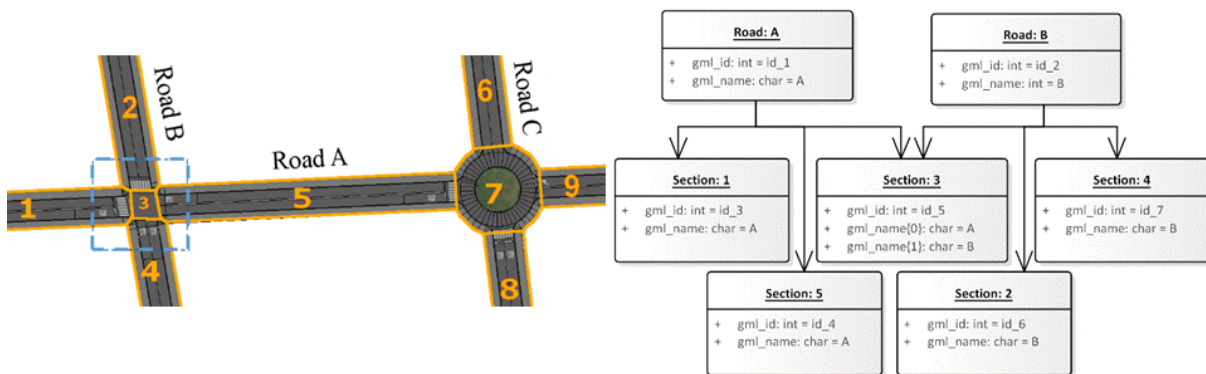 2
Road B
6
Road C
Road A
1
3
5
7
9
4
8
Road: A
+ gml_id: int = id_1
+ gml_name: char = A
Road: B
+ gml_id: int = id_2
+ gml_name: int = B
Section: 1
+ gml_id: int = id_3
+ gml_name: char = A
Section: 3
+ gml_id: int = id_5
+ gml_name{0}: char = A
+ gml_name{1}: char = B
Section: 4
+ gml_id: int = id_7
+ gml_name: char = B
Section: 5
+ gml_id: int = id_4
+ gml_name: char = A
Section: 2
+ gml_id: int = id_6
+ gml_name: char = B